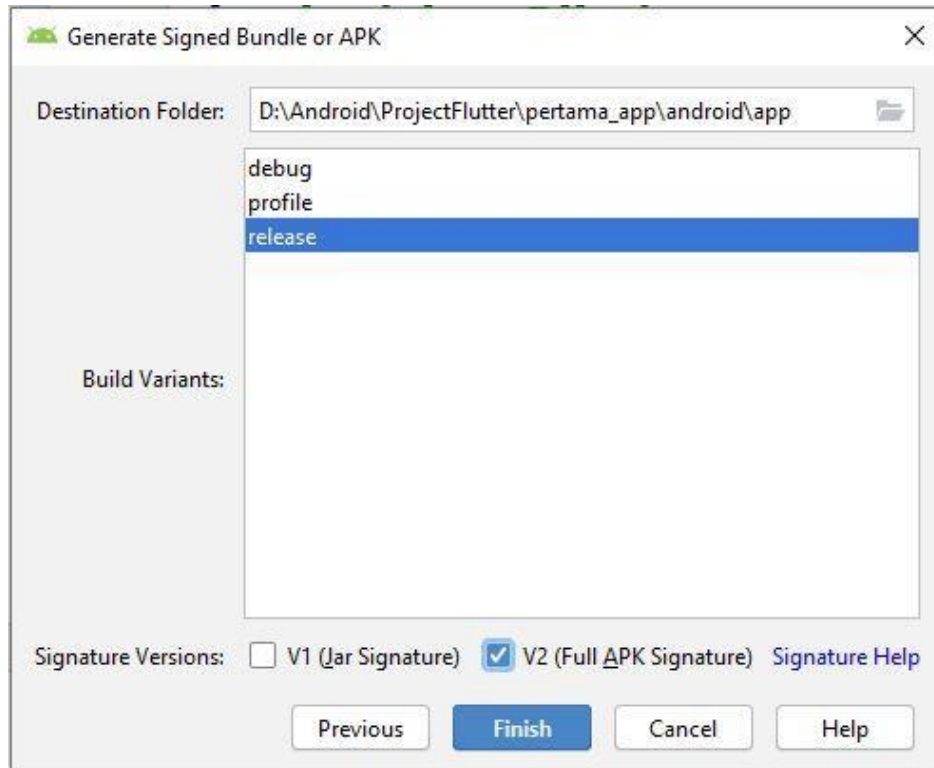 Generate Signed Bundle or APK
Destination Folder: D:\Android\ProjectFlutter\pertama_app\android\app
debug
profile
release
Build Variants:
Signature Versions: V1 (Jar Signature) V2 (Full APK Signature) Signature Help
Previous Finish Cancel Help